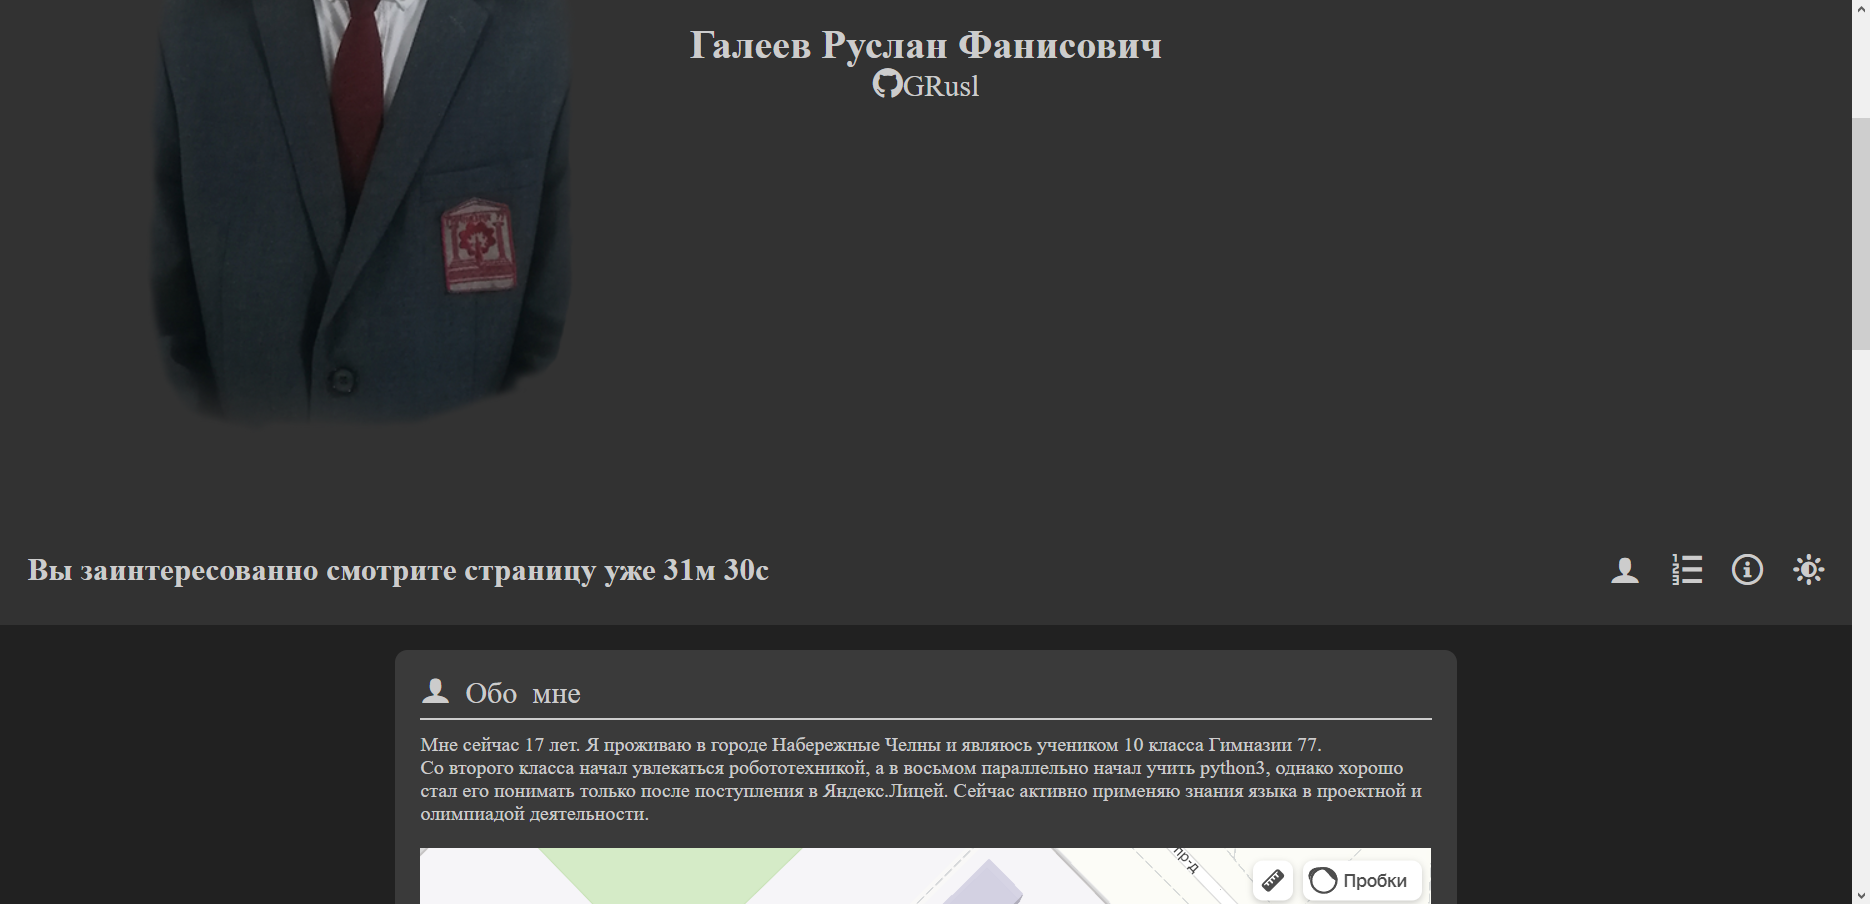 Галеев Руслан Фанисович
GRusl
Вы заинтересованно смотрите страницу уже 31м 30с
Обо мне
Мне сейчас 17 лет. Я проживаю в городе Набережные Челны и являюсь учеником 10 класса Гимназии 77.
Со второго класса начал увлекаться робототехникой, а в восьмом параллельно начал учить python3, однако хорошо
стал его понимать только после поступления в Яндекс.Лицей. Сейчас активно применяю знания языка в проектной и
олимпиадой деятельности.
пр-д
Пробки